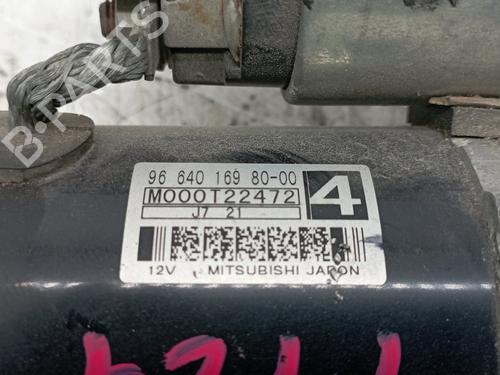 B-PARTS
96 640 169 80-00
M000T22472
4
J7 21
12V MITSUBISHI JAPAN